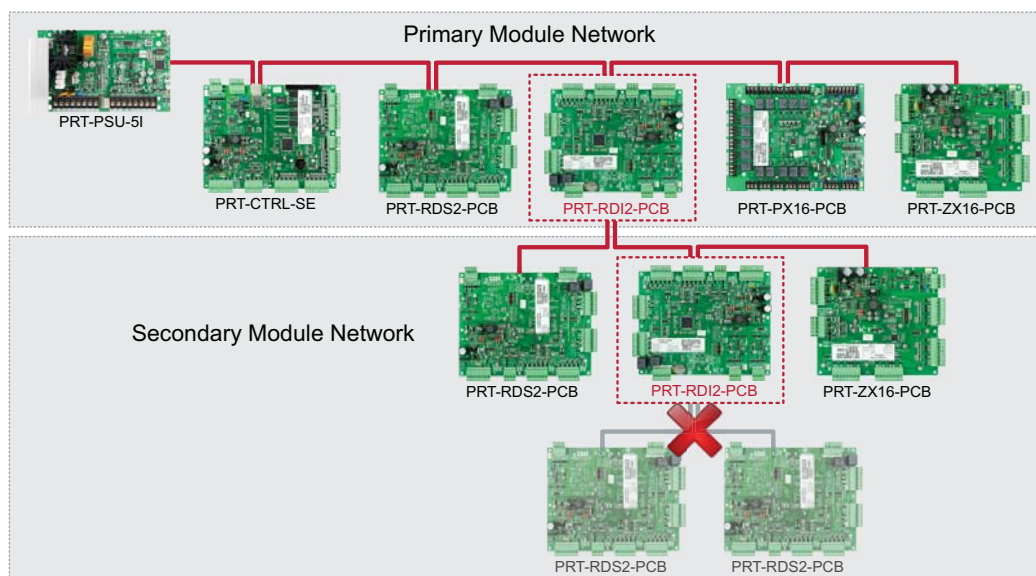 Primary Module Network
PRT-PSU-5I
PRT-CTRL-SE
PRT-RDS2-PCB
PRT-RDI2-PCB
PRT-PX16-PCB
PRT-ZX16-PCB
Secondary Module Network
PRT-RDS2-PCB
PRT-RDI2-PCB
PRT-ZX16-PCB
PRT-RDS2-PCB
PRT-RDS2-PCB